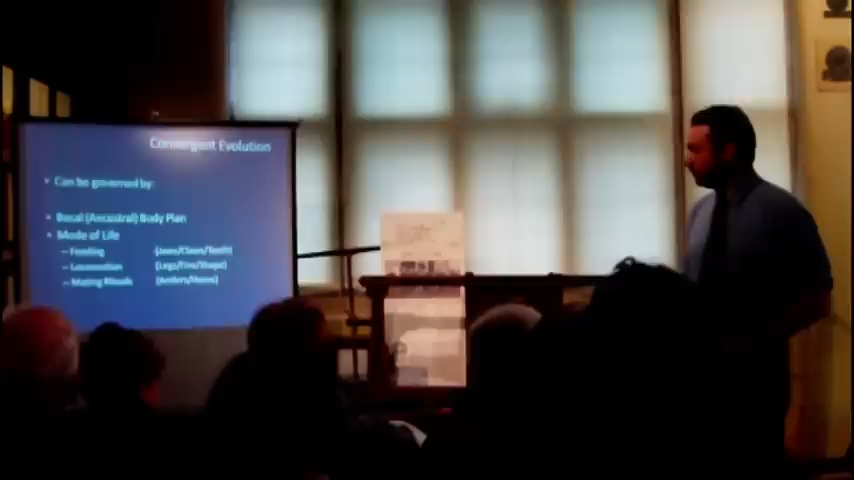 Convergent Evolution
• Can be governed by:
• Basal (Ancestral) Body Plan
• Mode of Life
– Feeding (Jaws/Claws/Teeth)
– Locomotion (Legs/Fins/Shape)
– Mating Rituals (Antlers/Manes)